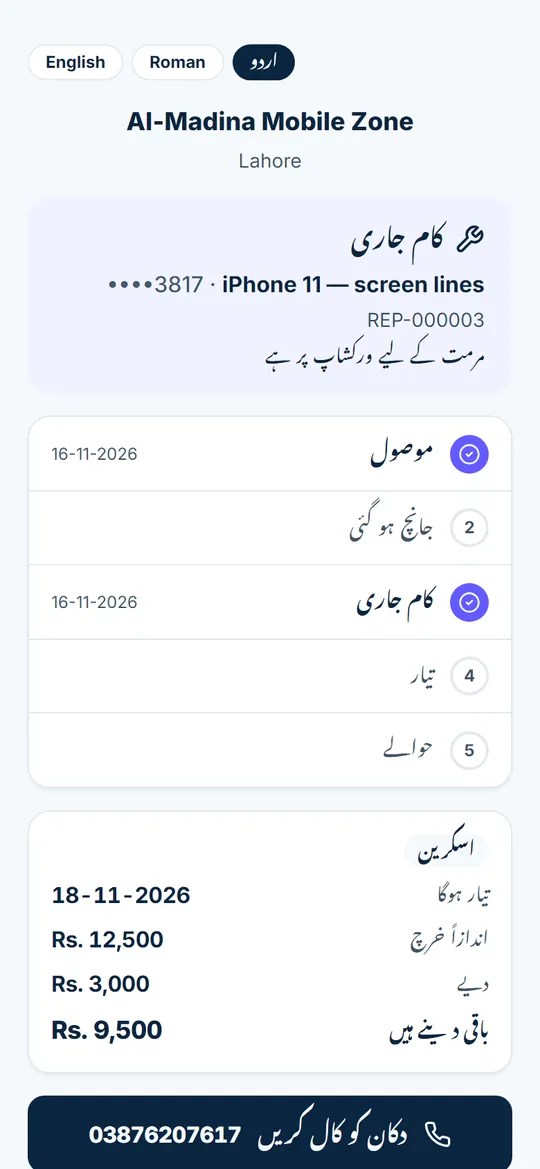 English Roman اردو
Al-Madina Mobile Zone
Lahore
کام جاری
iPhone 11 — screen lines · ••••3817
REP-000003
مرمت کے لیے ورکشاپ پر ہے
موصول 16-11-2026
2 جانچ ہو گئی
کام جاری 16-11-2026
4 تیار
5 حوالے
اسکرین
تیار ہوگا 18-11-2026
اندازاً خرچ Rs. 12,500
دیے Rs. 3,000
باقی دینے ہیں Rs. 9,500
دکان کو کال کریں 03876207617